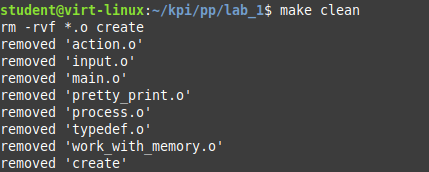 student@virt-linux:~/kpi/pp/lab_1$ make clean
rm -rvf *.o create
removed 'action.o'
removed 'input.o'
removed 'main.o'
removed 'pretty_print.o'
removed 'process.o'
removed 'typedef.o'
removed 'work_with_memory.o'
removed 'create'